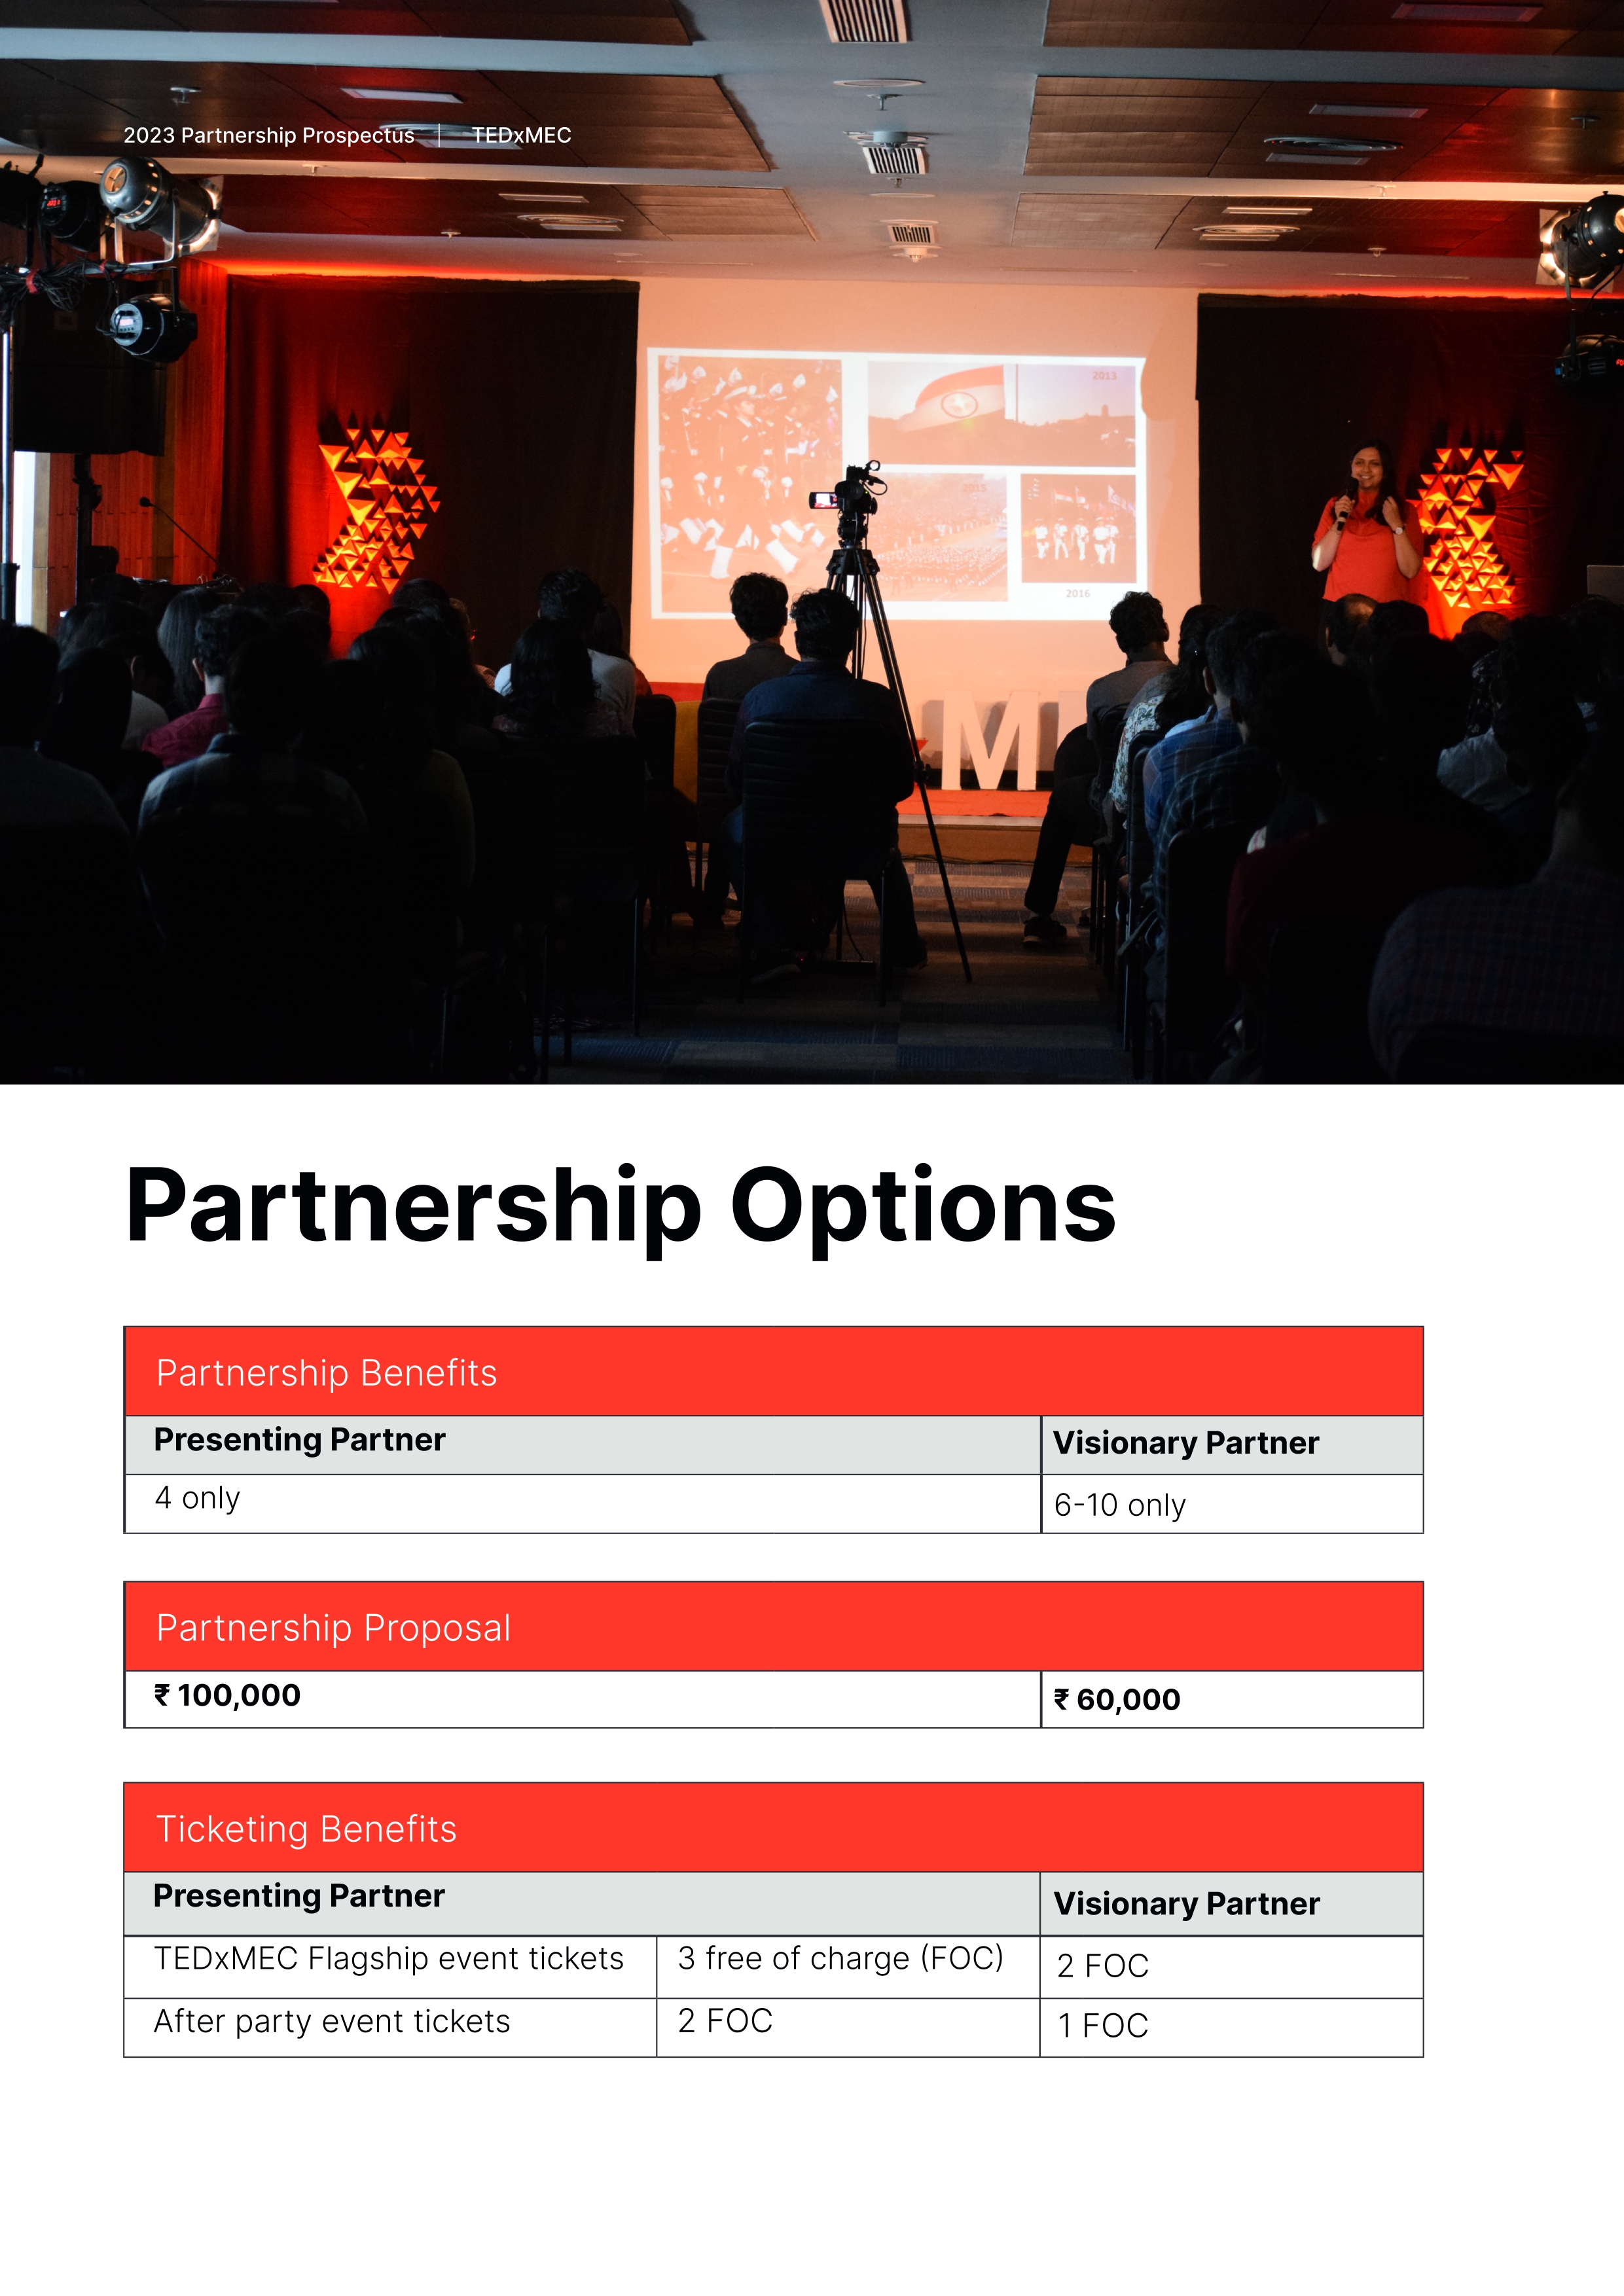 2023 Partnership Prospectus | TEDxMEC
2013
2015
2016
M
Partnership Options
Partnership Benefits
Presenting Partner Visionary Partner
4 only 6-10 only
Partnership Proposal
₹ 100,000 ₹ 60,000
Ticketing Benefits
Presenting Partner Visionary Partner
TEDxMEC Flagship event tickets 3 free of charge (FOC) 2 FOC
After party event tickets 2 FOC 1 FOC